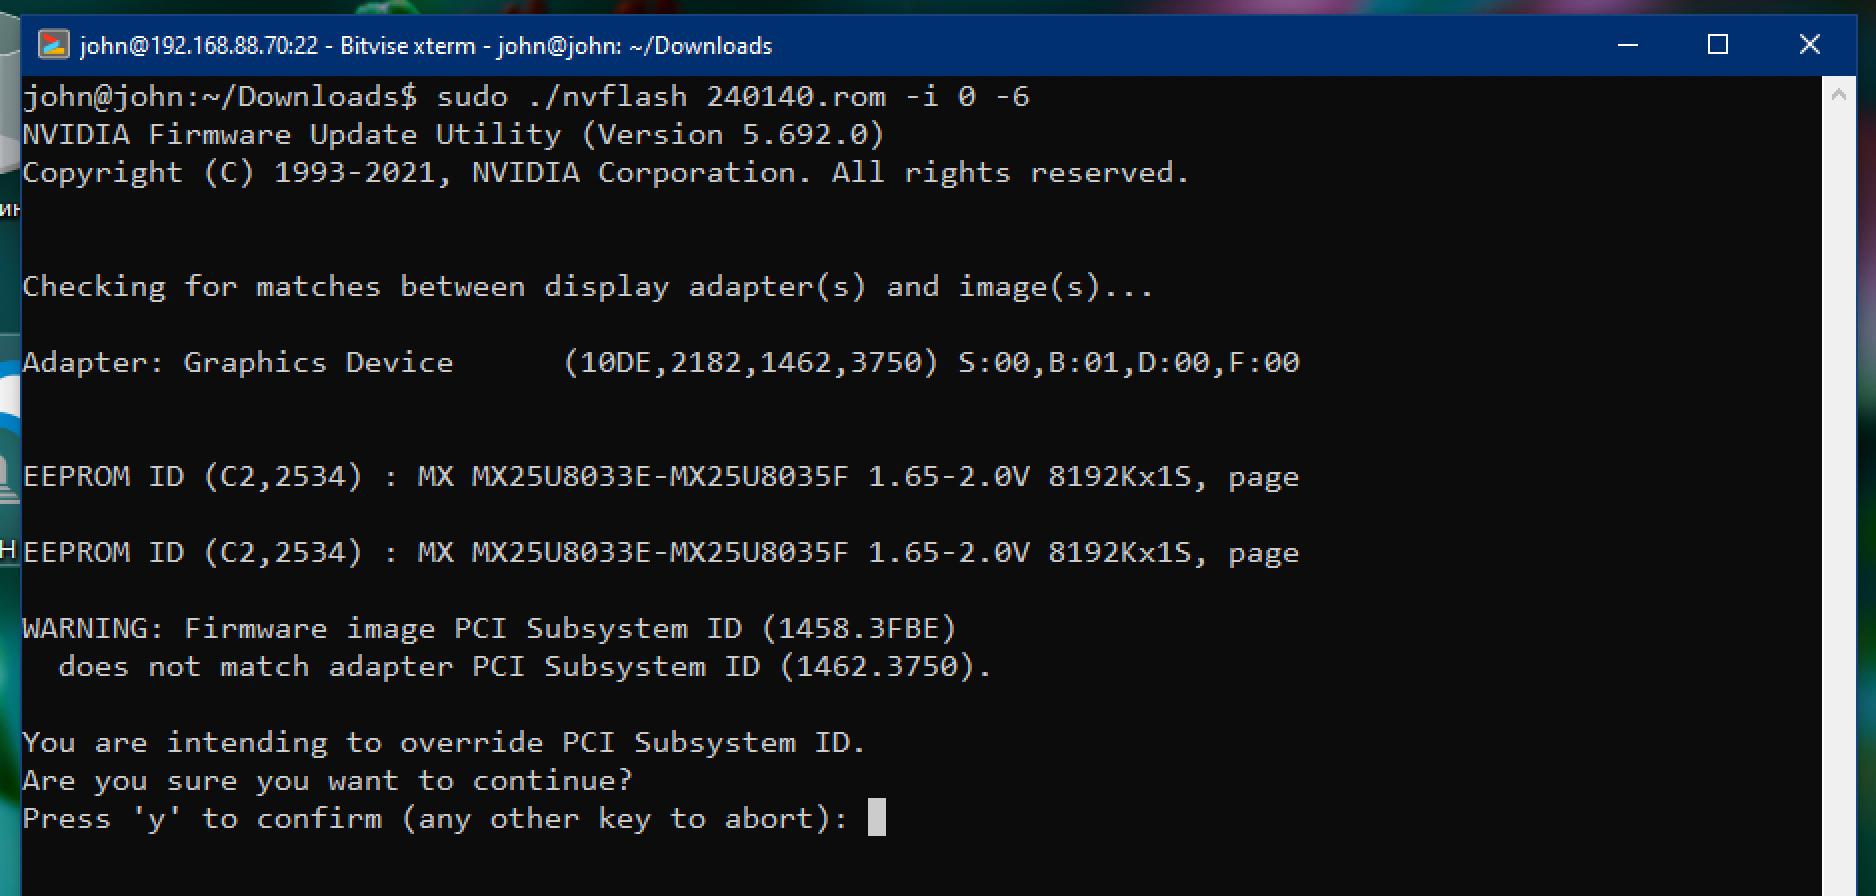 john@192.168.88.70:22 - Bitvise xterm - john@john: ~/Downloads
john@john:~/Downloads$ sudo ./nvflash 240140.rom -i 0 -6
NVIDIA Firmware Update Utility (Version 5.692.0)
Copyright (C) 1993-2021, NVIDIA Corporation. All rights reserved.
ин
Checking for matches between display adapter(s) and image(s)...
Adapter: Graphics Device      (10DE,2182,1462,3750) S:00,B:01,D:00,F:00
EEPROM ID (C2,2534) : MX MX25U8033E-MX25U8035F 1.65-2.0V 8192Kx1S, page
H
EEPROM ID (C2,2534) : MX MX25U8033E-MX25U8035F 1.65-2.0V 8192Kx1S, page
WARNING: Firmware image PCI Subsystem ID (1458.3FBE)
  does not match adapter PCI Subsystem ID (1462.3750).
You are intending to override PCI Subsystem ID.
Are you sure you want to continue?
Press 'y' to confirm (any other key to abort):